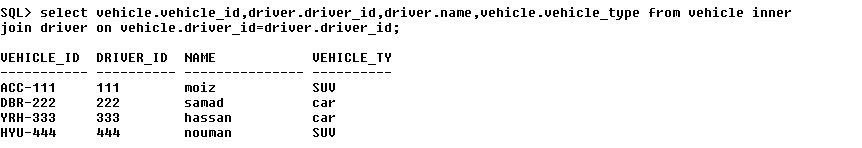 SQL> select vehicle.vehicle_id,driver.driver_id,driver.name,vehicle.vehicle_type from vehicle inner
join driver on vehicle.driver_id=driver.driver_id;
VEHICLE_ID DRIVER_ID NAME VEHICLE_TY
----------- ---------- --------------- ----------
ACC-111 111 moiz SUV
DBR-222 222 samad car
YRH-333 333 hassan car
HYU-444 444 nouman SUV